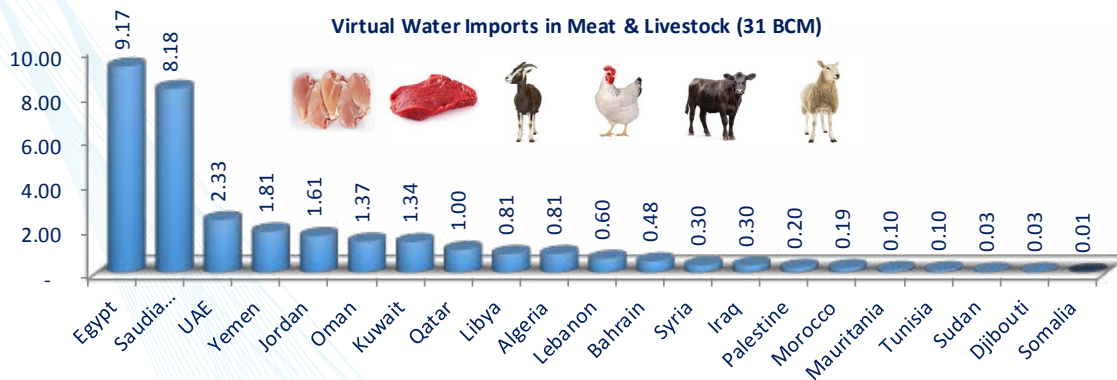 Virtual Water Imports in Meat & Livestock (31 BCM)
10.00
8.00
6.00
4.00
2.00
-
9.17
8.18
2.33
1.81
1.61
1.37
1.34
1.00
0.81
0.81
0.60
0.48
0.30
0.30
0.20
0.19
0.10
0.10
0.03
0.03
0.01
Egypt
Saudia...
UAE
Yemen
Jordan
Oman
Kuwait
Qatar
Libya
Algeria
Lebanon
Bahrain
Syria
Iraq
Palestine
Morocco
Mauritania
Tunisia
Sudan
Djibouti
Somalia